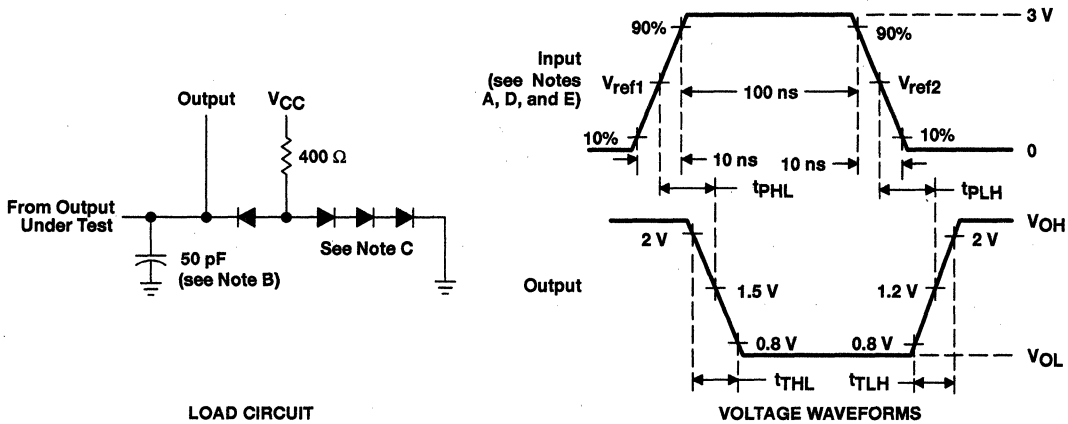 Output
VCC
400 Ω
From Output
Under Test
50 pF
(see Note B)
See Note C
LOAD CIRCUIT
Input
(see Notes
A, D, and E)
90%
90%
3 V
Vref1
100 ns
Vref2
10%
10%
0
10 ns
10 ns
tPHL
tPLH
VOH
2 V
2 V
Output
1.5 V
1.2 V
0.8 V
0.8 V
VOL
tTHL
tTLH
VOLTAGE WAVEFORMS